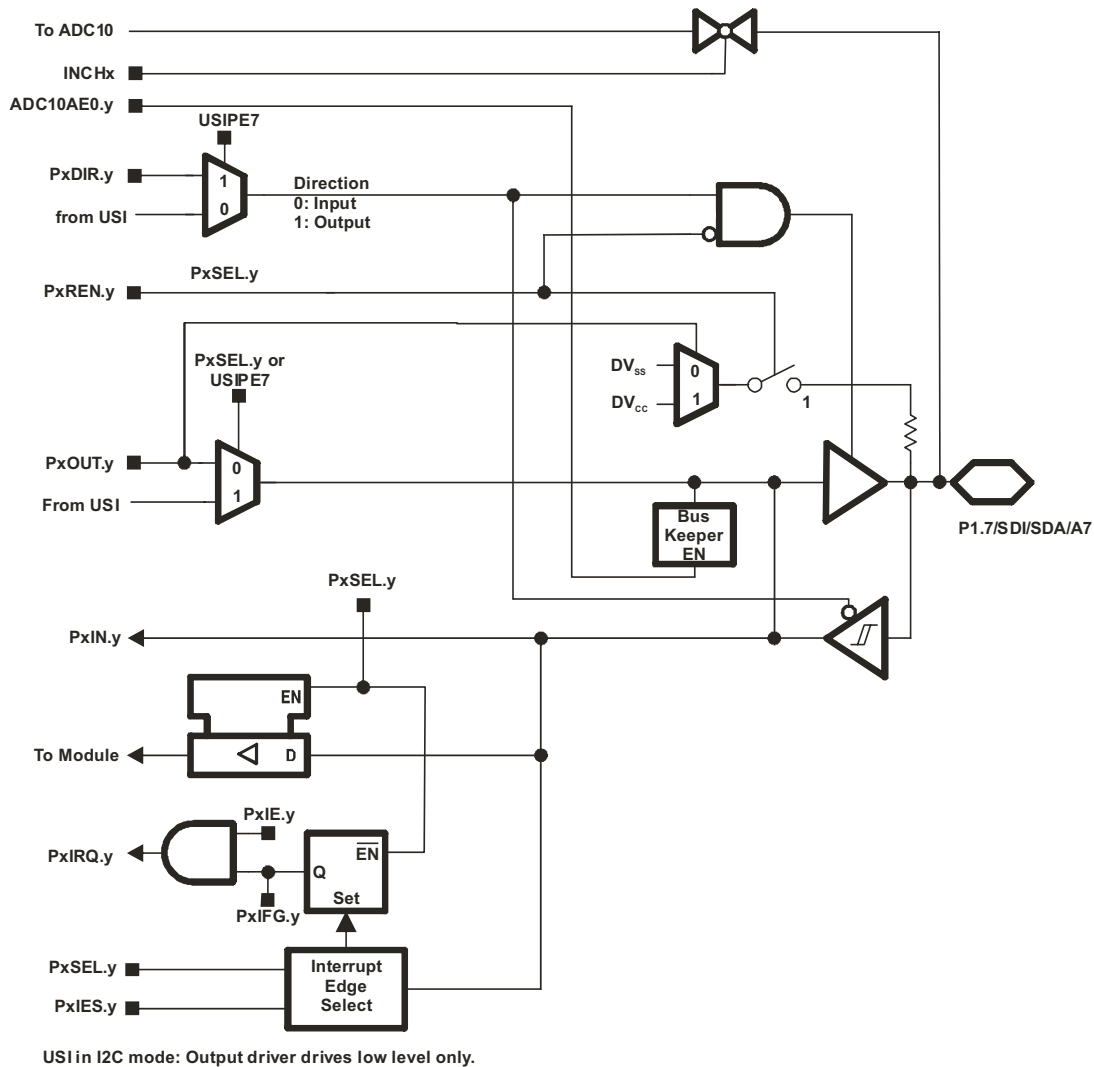 To ADC10
INCHx
ADC10AE0.y
USIPE7
PxDIR.y
1
from USI
0
Direction
0: Input
1: Output
PxSEL.y
PxREN.y
PxSEL.y or
USIPE7
DVSS
0
DVCC
1
1
PxOUT.y
0
From USI
1
Bus
Keeper
EN
P1.7/SDI/SDA/A7
PxSEL.y
PxIN.y
EN
To Module
D
PxIE.y
PxIRQ.y
EN
Q
Set
PxIFG.y
PxSEL.y
PxIES.y
Interrupt
Edge
Select
USI in I2C mode: Output driver drives low level only.